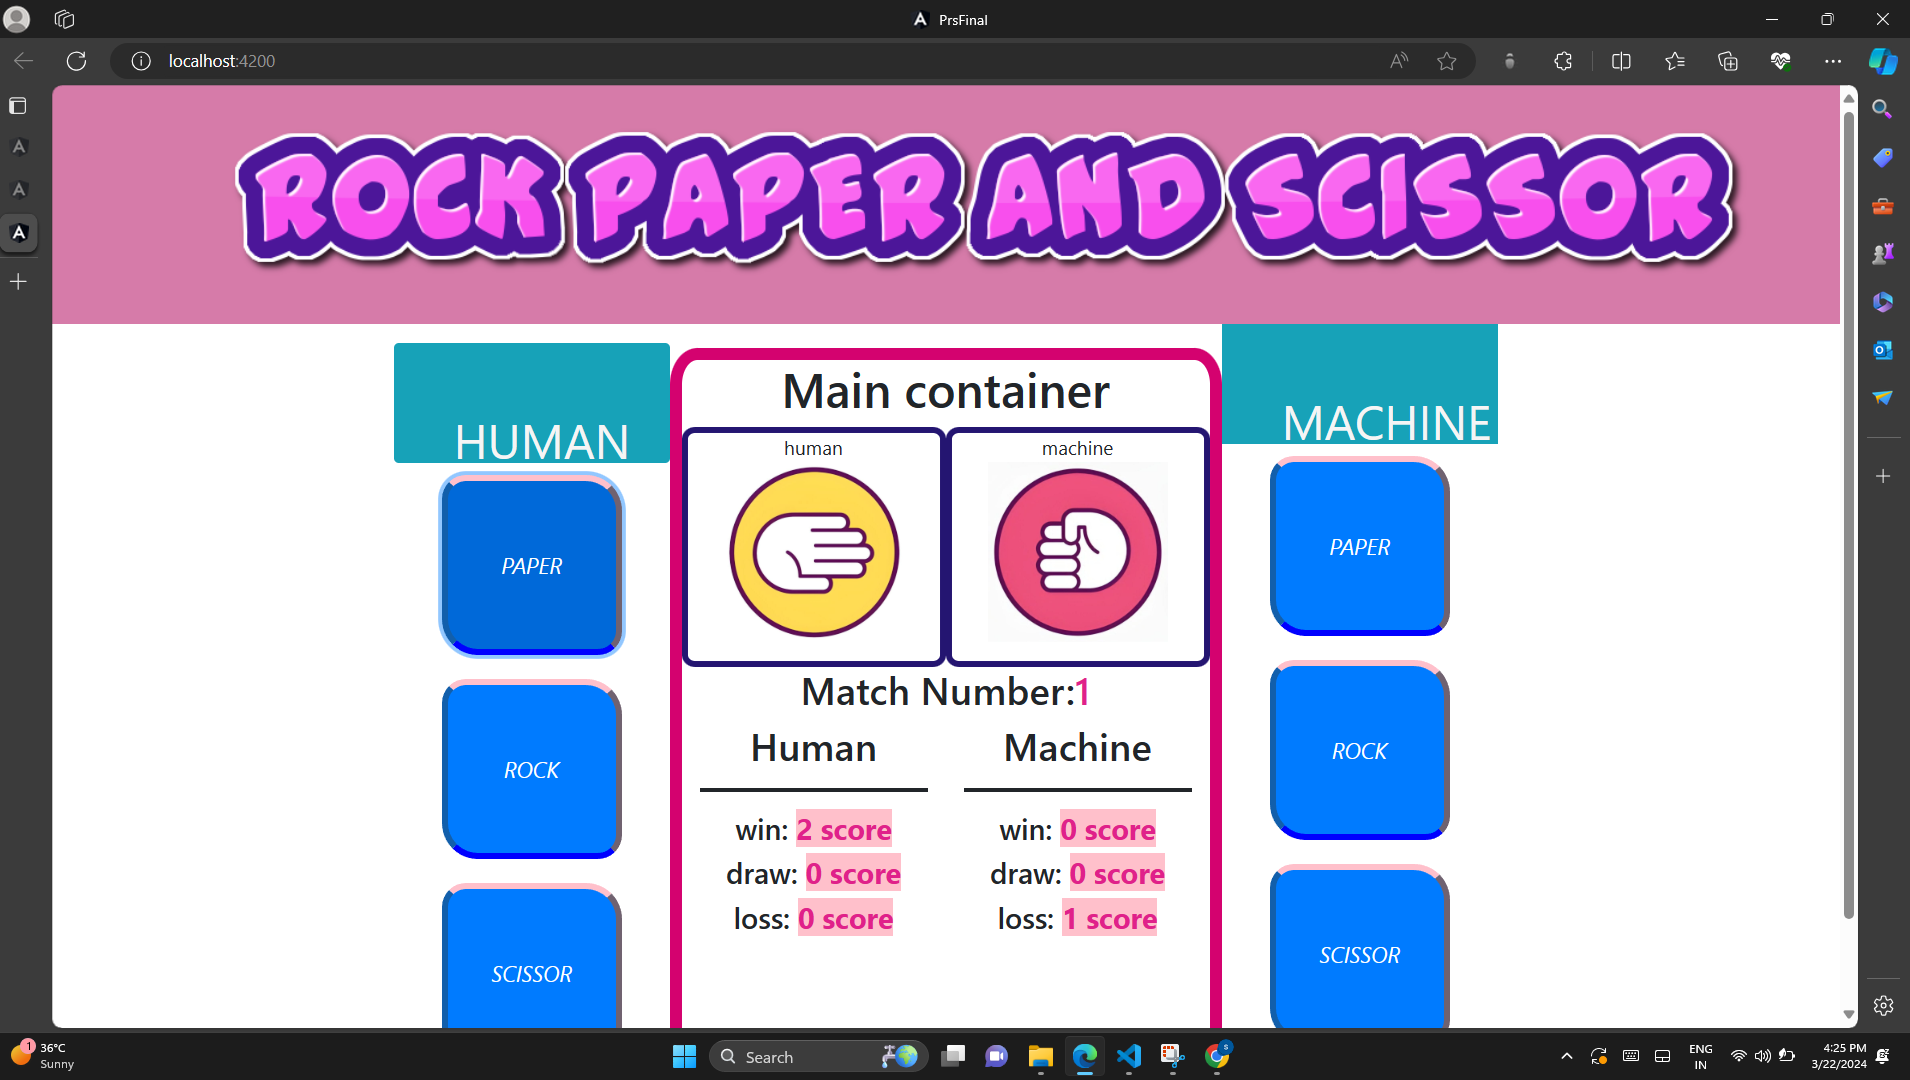 PrsFinal
localhost:4200
ROCK PAPER AND SCISSOR
HUMAN
PAPER
ROCK
SCISSOR
Main container
human
machine
Match Number:1
Human
Machine
win: 2 score
draw: 0 score
loss: 0 score
win: 0 score
draw: 0 score
loss: 1 score
MACHINE
PAPER
ROCK
SCISSOR
1
36°C
Sunny
Search
ENG
IN
4:25 PM
3/22/2024